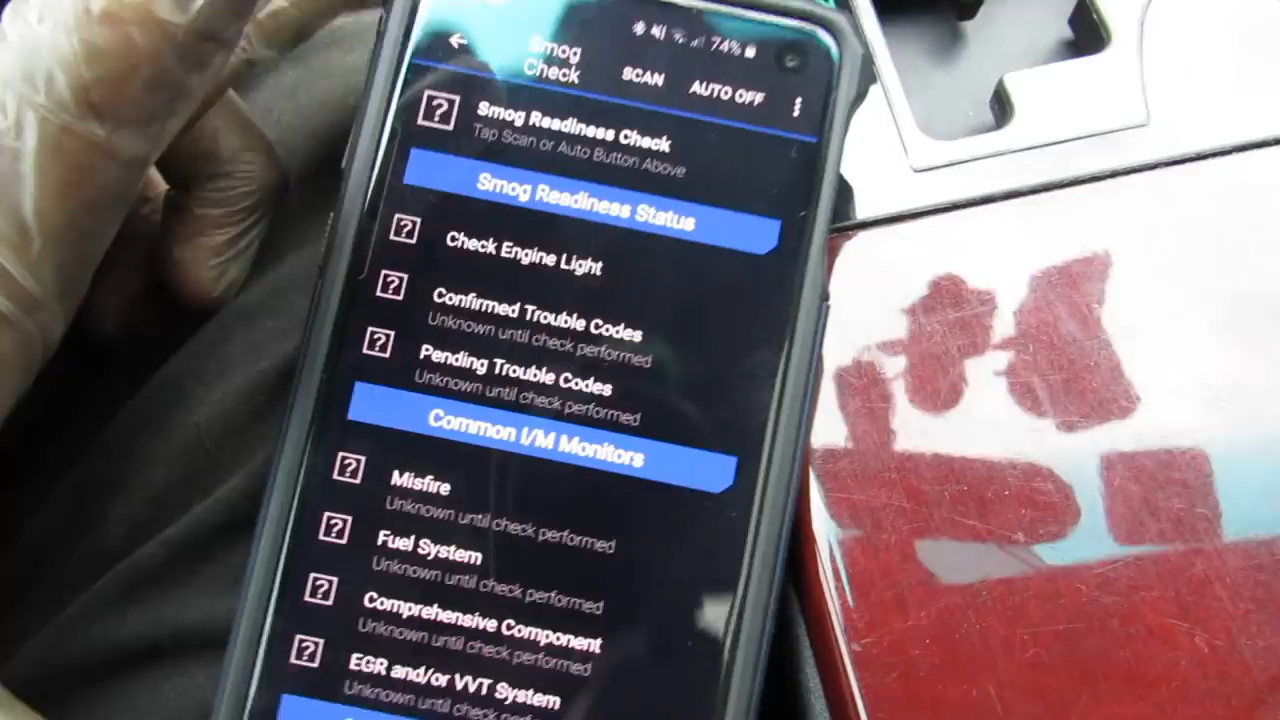 74%
Smog
Check
SCAN
AUTO OFF
Smog Readiness Check
Tap Scan or Auto Button Above
Smog Readiness Status
Check Engine Light
Confirmed Trouble Codes
Unknown until check performed
Pending Trouble Codes
Unknown until check performed
Common I/M Monitors
Misfire
Unknown until check performed
Fuel System
Unknown until check performed
Comprehensive Component
Unknown until check performed
EGR and/or VVT System
Unknown until check